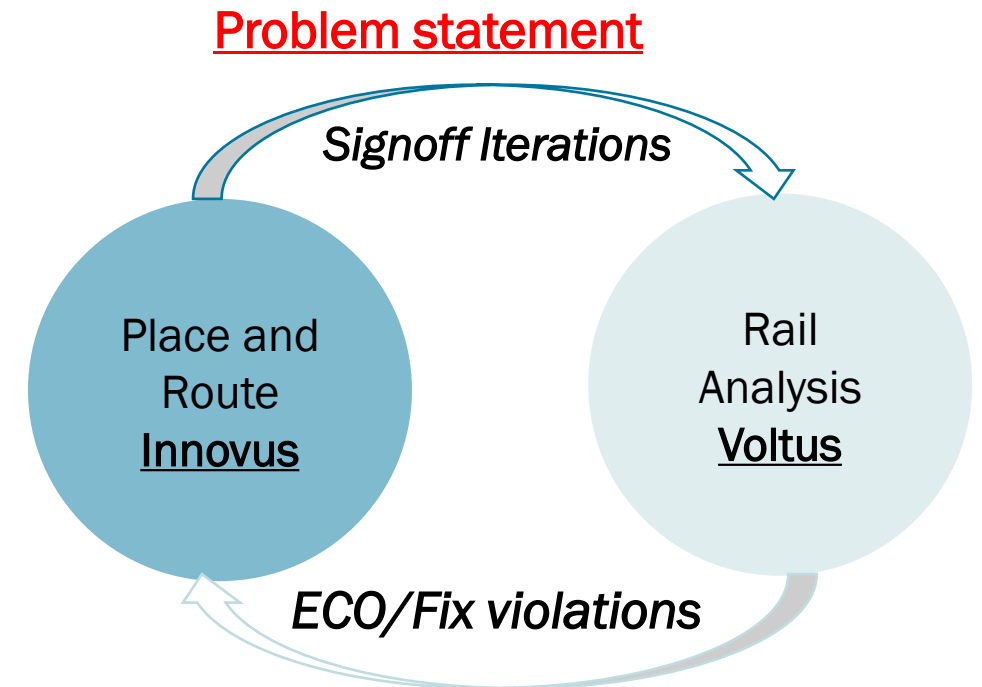 Problem statement
Signoff Iterations
Place and
Route
Innovus
Rail
Analysis
Voltus
ECO/Fix violations